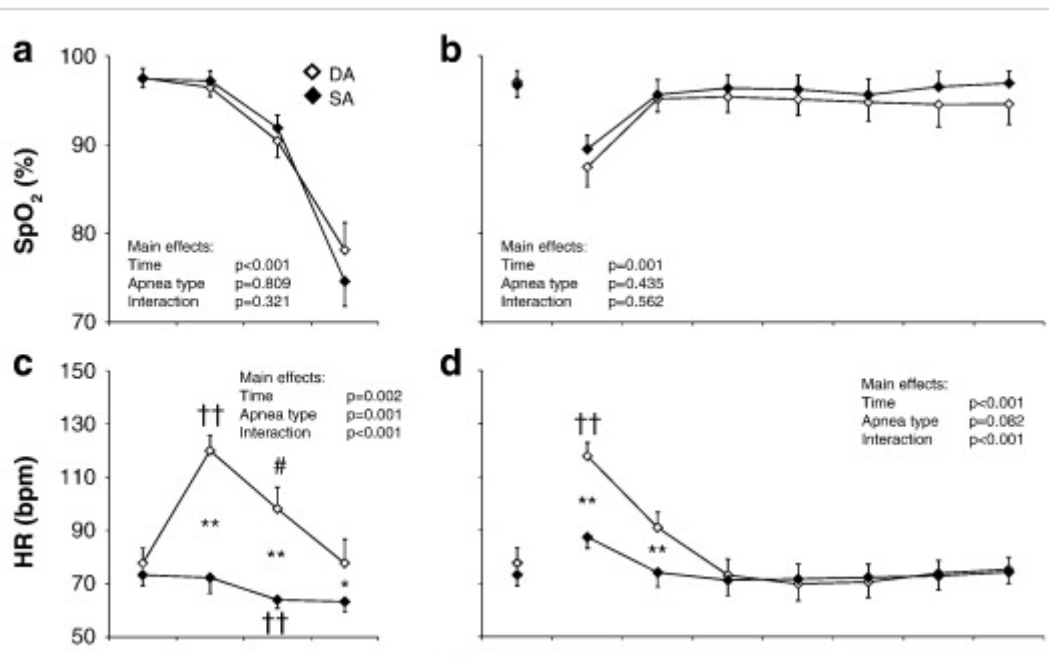 a
b
100
90
80
70
SpO₂ (%)
DA
SA
Main effects:
Time p<0.001
Apnea type p=0.809
Interaction p=0.321
Main effects:
Time p=0.001
Apnea type p=0.435
Interaction p=0.562
c
d
150
130
110
90
70
50
HR (bpm)
Main effects:
Time p=0.002
Apnea type p=0.001
Interaction p<0.001
††
#
**
**
*
††
Main effects:
Time p<0.001
Apnea type p=0.082
Interaction p<0.001
††
**
**